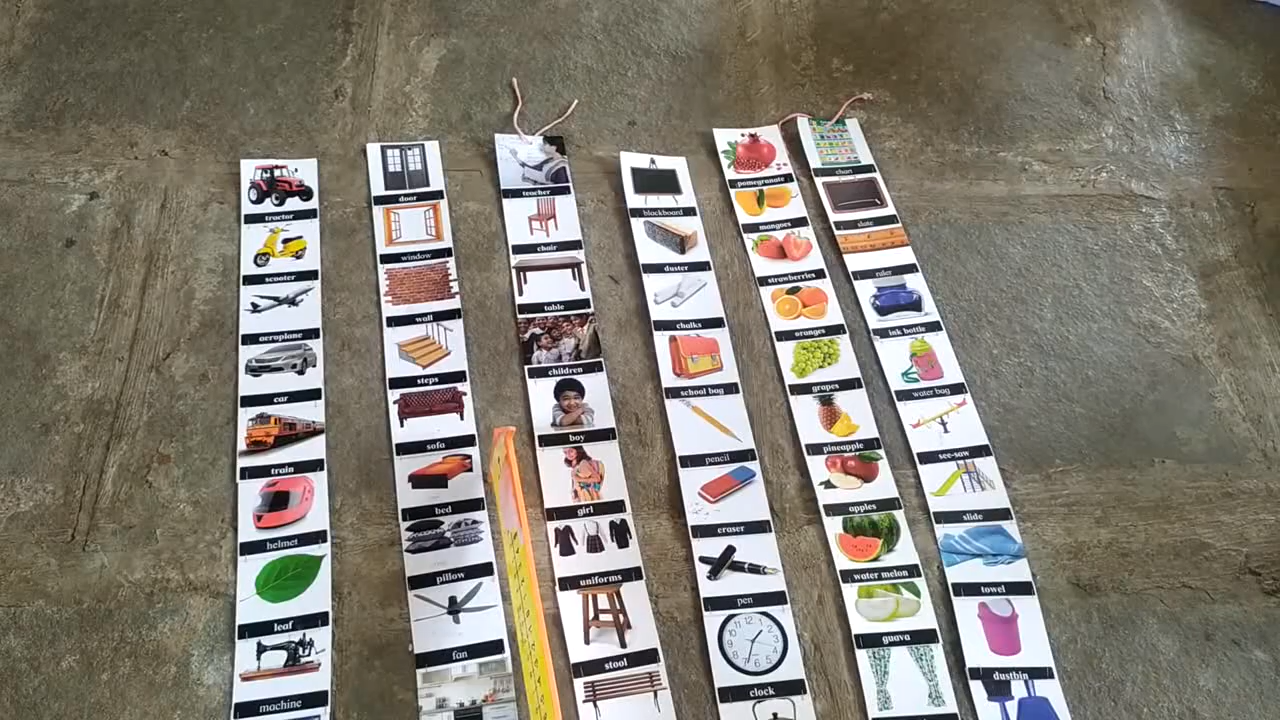 tractor
scooter
aeroplane
car
train
helmet
leaf
machine
door
window
wall
steps
sofa
bed
pillow
fan
teacher
chair
table
children
boy
girl
uniforms
stool
blackboard
duster
chalks
school bag
pencil
eraser
pen
clock
pomegranate
mangoes
strawberries
oranges
grapes
pineapple
apples
water melon
guava
chart
slate
ruler
ink bottle
water bag
see-saw
slide
towel
dustbin